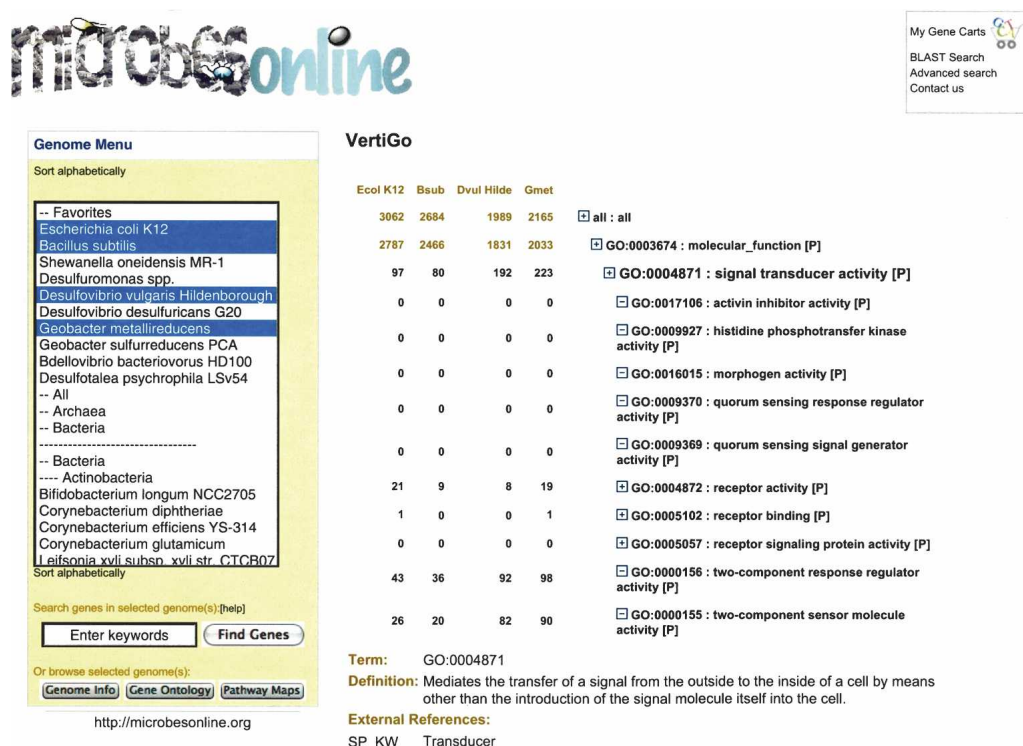 microbesonline
My Gene Carts
BLAST Search
Advanced search
Contact us
Genome Menu
Sort alphabetically
-- Favorites
Escherichia coli K12
Bacillus subtilis
Shewanella oneidensis MR-1
Desulfuromonas spp.
Desulfovibrio vulgaris Hildenborough
Desulfovibrio desulfuricans G20
Geobacter metallireducens
Geobacter sulfurreducens PCA
Bdellovibrio bacteriovorus HD100
Desulfotalea psychrophila LSv54
-- All
-- Archaea
-- Bacteria
---------------------------------
-- Bacteria
---- Actinobacteria
Bifidobacterium longum NCC2705
Corynebacterium diphtheriae
Corynebacterium efficiens YS-314
Corynebacterium glutamicum
Leifsonia xyli subsp. xyli str. CTCB07
Sort alphabetically
Search genes in selected genome(s):[help]
Enter keywords Find Genes
Or browse selected genome(s):
Genome Info Gene Ontology Pathway Maps
http://microbesonline.org
VertiGo
Ecol K12 Bsub Dvul Hilde Gmet
3062 2684 1989 2165 + all : all
2787 2466 1831 2033 + GO:0003674 : molecular_function [P]
97 80 192 223 + GO:0004871 : signal transducer activity [P]
0 0 0 0 - GO:0017106 : activin inhibitor activity [P]
0 0 0 0 - GO:0009927 : histidine phosphotransfer kinase
activity [P]
0 0 0 0 - GO:0016015 : morphogen activity [P]
0 0 0 0 - GO:0009370 : quorum sensing response regulator
activity [P]
0 0 0 0 - GO:0009369 : quorum sensing signal generator
activity [P]
21 9 8 19 + GO:0004872 : receptor activity [P]
1 0 0 1 + GO:0005102 : receptor binding [P]
0 0 0 0 + GO:0005057 : receptor signaling protein activity [P]
43 36 92 98 - GO:0000156 : two-component response regulator
activity [P]
26 20 82 90 - GO:0000155 : two-component sensor molecule
activity [P]
Term: GO:0004871
Definition: Mediates the transfer of a signal from the outside to the inside of a cell by means
other than the introduction of the signal molecule itself into the cell.
External References:
SP_KW Transducer